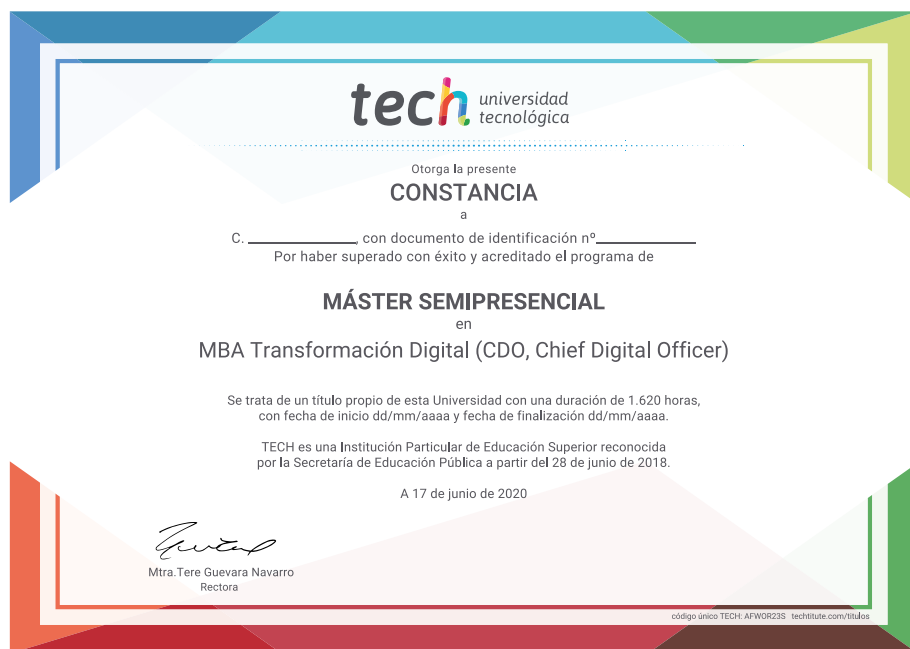 tech universidad
tecnológica
Otorga la presente
CONSTANCIA
a
C. ____________, con documento de identificación nº____________
Por haber superado con éxito y acreditado el programa de
MÁSTER SEMIPRESENCIAL
en
MBA Transformación Digital (CDO, Chief Digital Officer)
Se trata de un título propio de esta Universidad con una duración de 1.620 horas,
con fecha de inicio dd/mm/aaaa y fecha de finalización dd/mm/aaaa.
TECH es una Institución Particular de Educación Superior reconocida
por la Secretaría de Educación Pública a partir del 28 de junio de 2018.
A 17 de junio de 2020
Mtra.Tere Guevara Navarro
Rectora
código único TECH: AFWOR23S techtitute.com/titulos